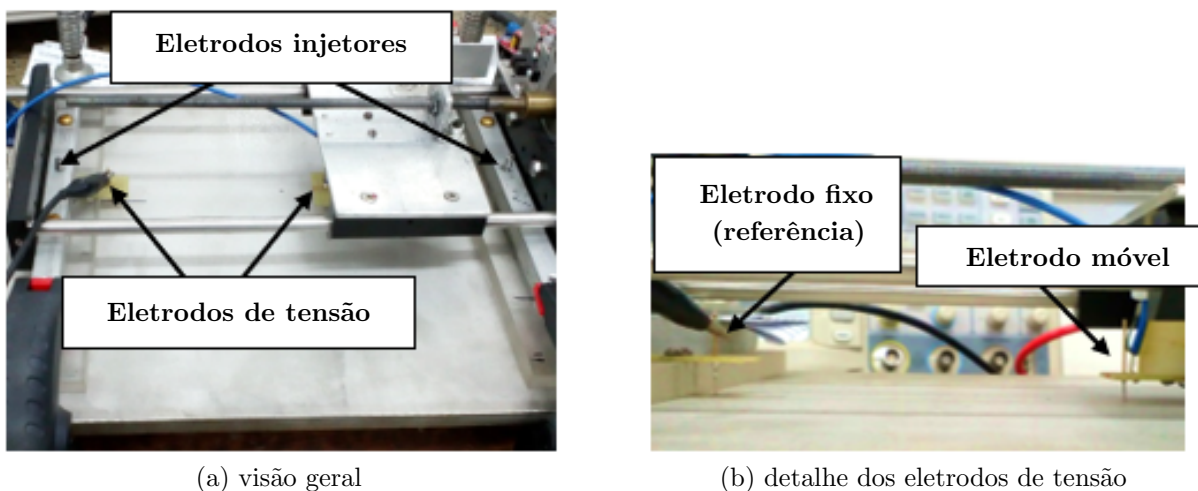 Eletrodos injetores
Eletrodos de tensão
Eletrodo fixo
(referência)
Eletrodo móvel
(a) visão geral
(b) detalhe dos eletrodos de tensão